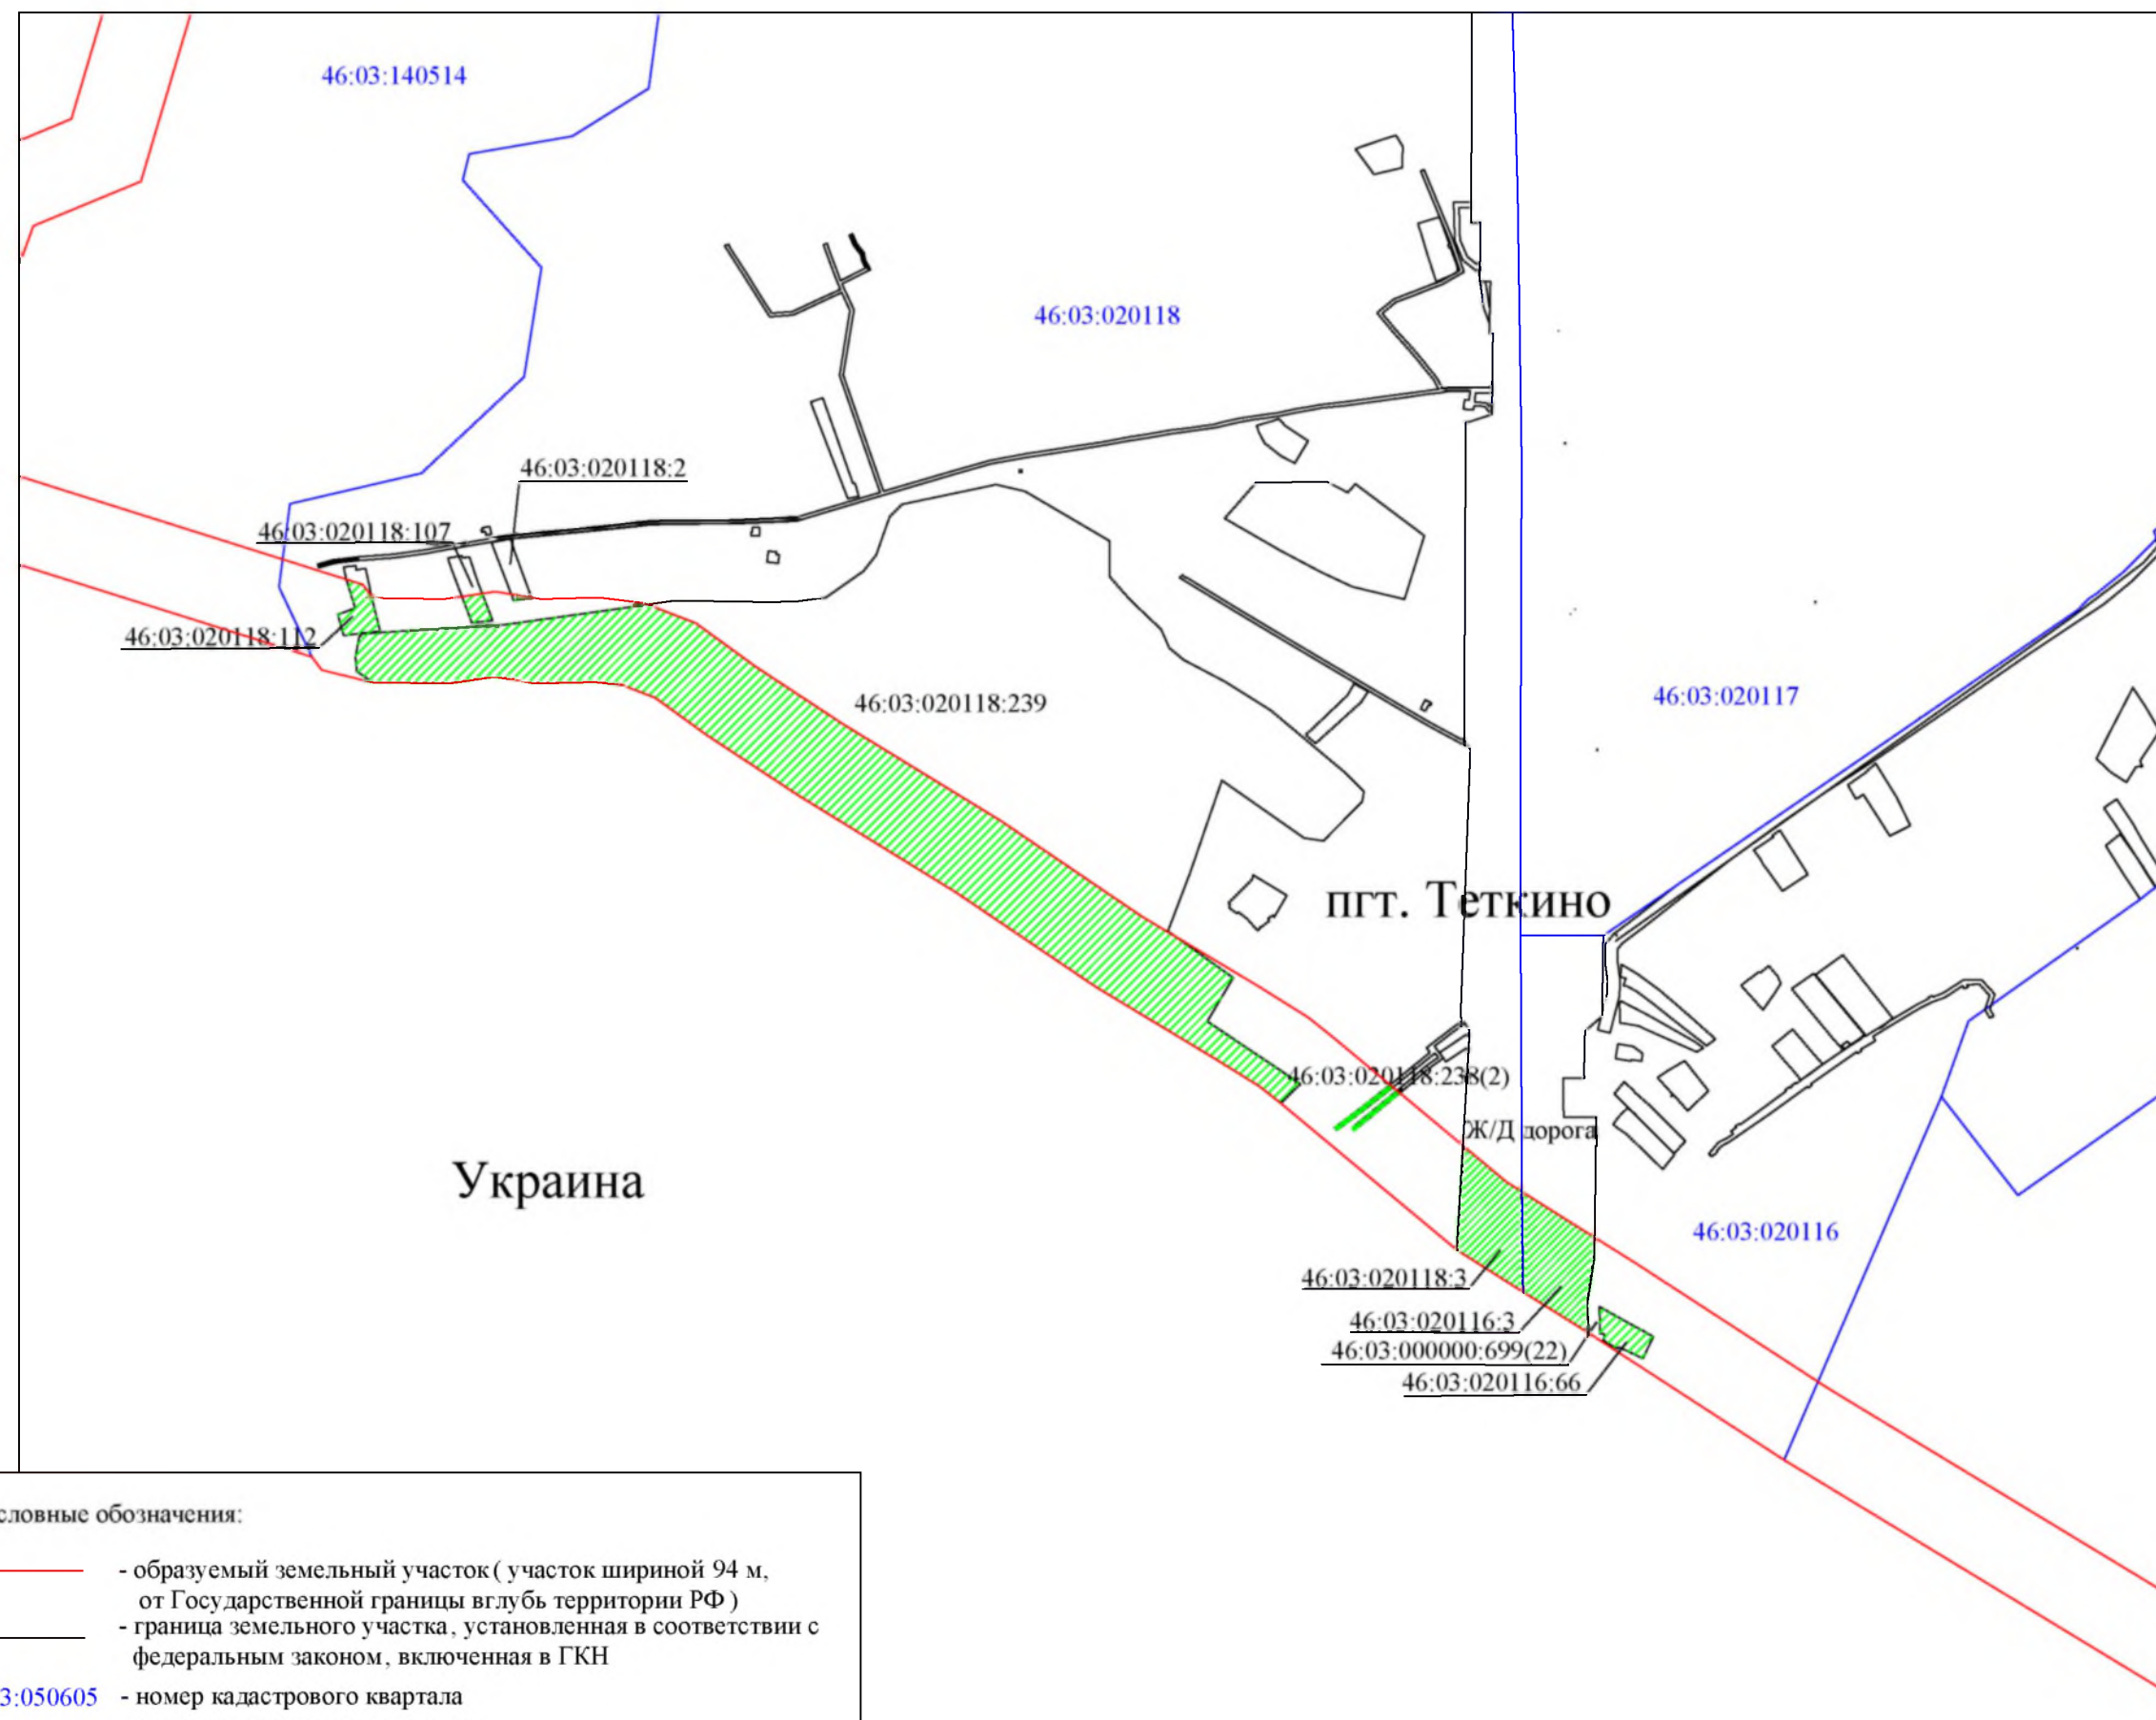 46:03:140514
46:03:020118
46:03:020118:2
46:03:020118:107
46:03:020118:112
46:03:020118:239
46:03:020117
пгт. Теткино
46:03:020118:238(2)
Ж/Д дорога
Украина
46:03:020116
46:03:020118:3
46:03:020116:3
46:03:000000:699(22)
46:03:020116:66
словные обозначения:
- образуемый земельный участок ( участок шириной 94 м,
от Государственной границы вглубь территории РФ )
- граница земельного участка, установленная в соответствии с
федеральным законом, включенная в ГКН
3:050605 - номер кадастрового квартала